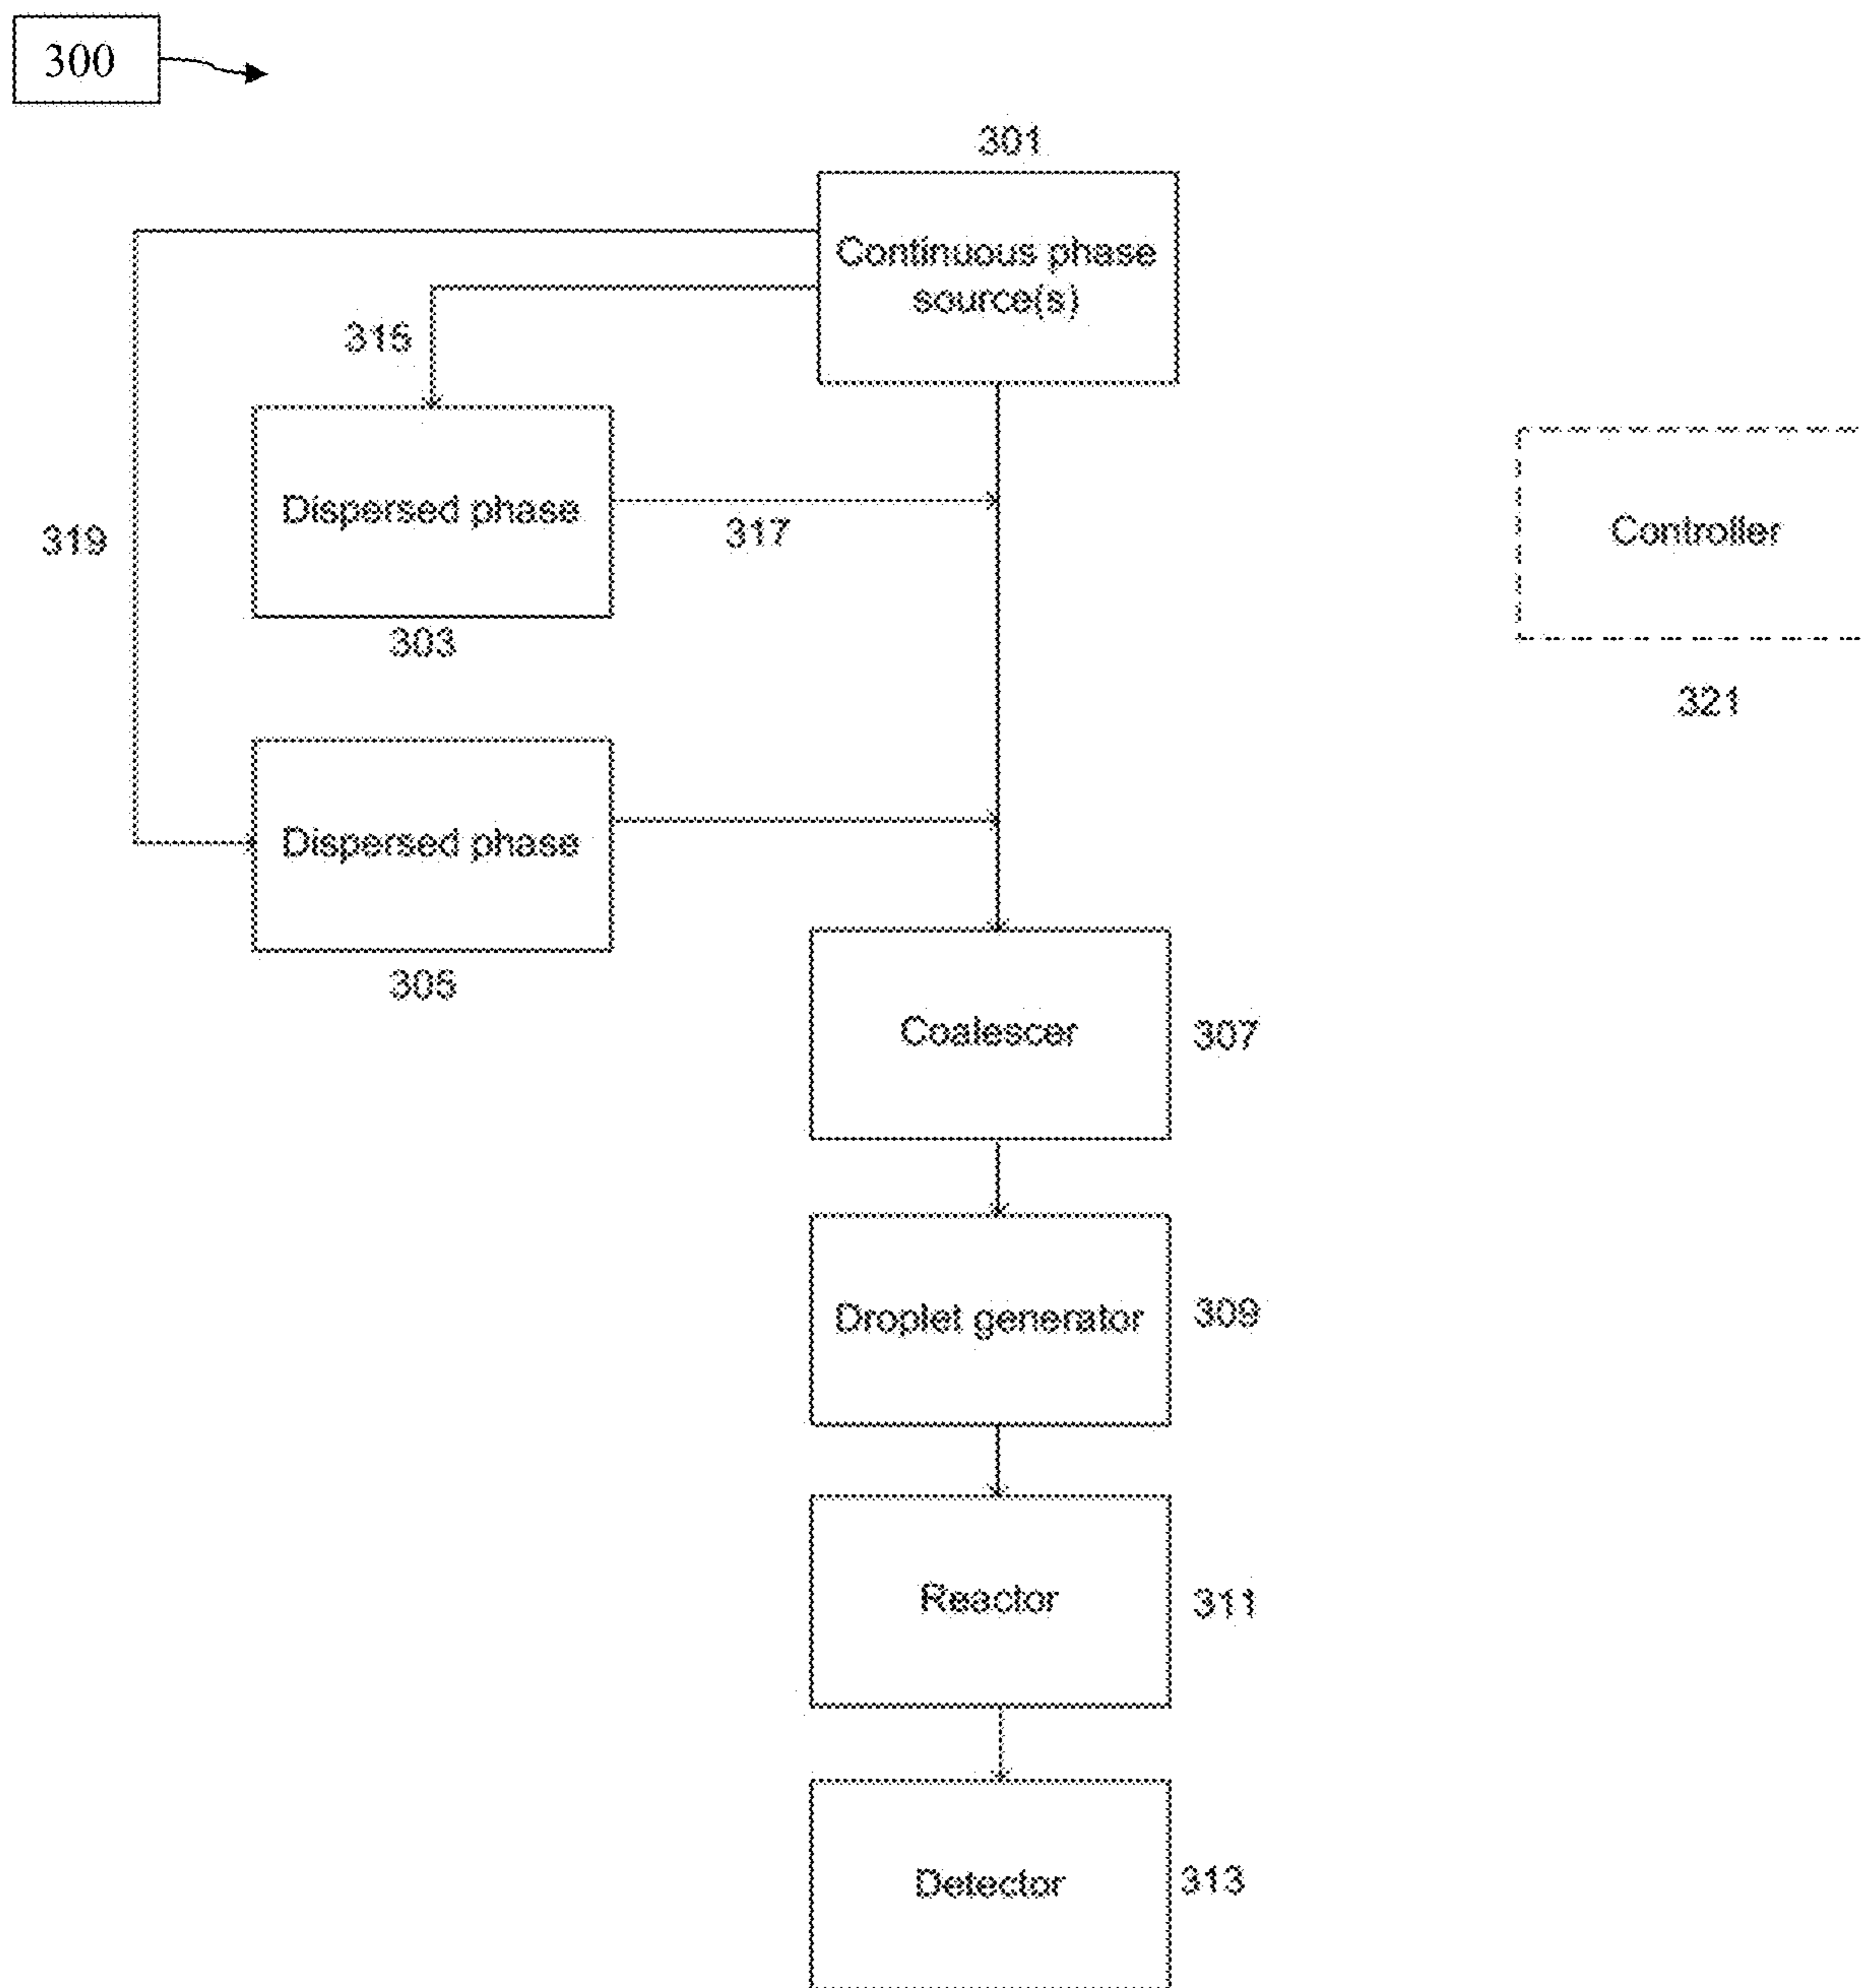 300
301
Continuous phase
source(s)
315
Dispersed phase
317
303
319
Controller
321
Dispersed phase
305
Coalescer
307
Droplet generator
309
Reactor
311
Detector
313